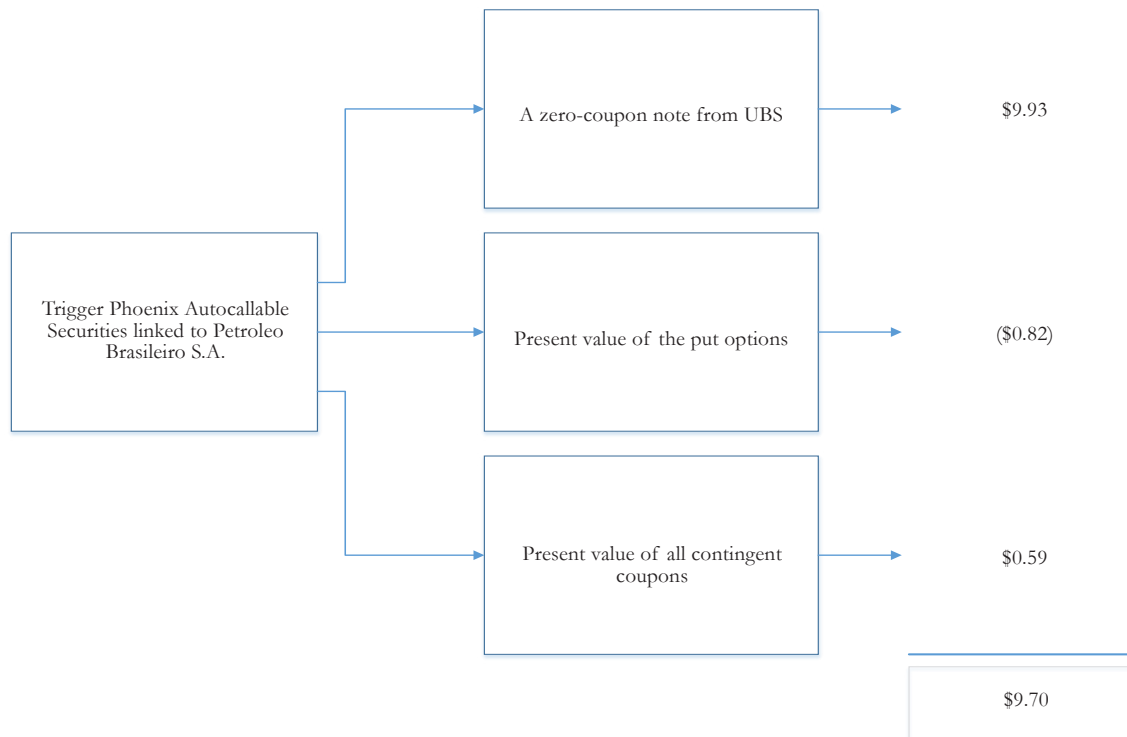 A zero-coupon note from UBS
$9.93
Trigger Phoenix Autocallable
Securities linked to Petroleo
Brasileiro S.A.
Present value of the put options
($0.82)
Present value of all contingent
coupons
$0.59
$9.70